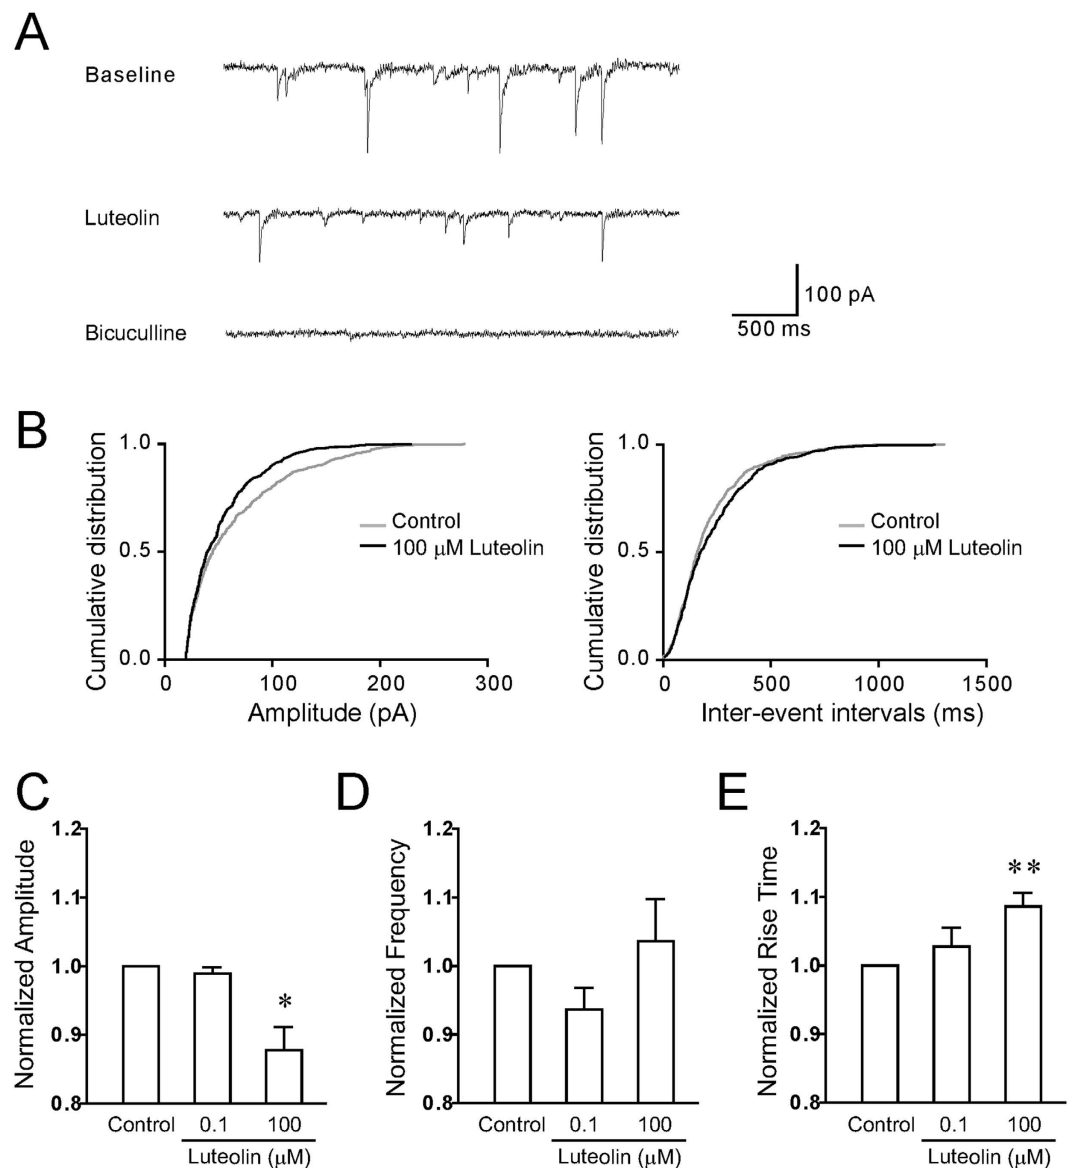 A
Baseline
Luteolin
100 pA
500 ms
Bicuculline
B
Cumulative distribution
1.0
0.5
0.0
Control
100 μM Luteolin
0 100 200 300
Amplitude (pA)
Cumulative distribution
1.0
0.5
0.0
Control
100 μM Luteolin
0 500 1000 1500
Inter-event intervals (ms)
C
Normalized Amplitude
1.2
1.1
1.0
0.9
0.8
*
Control 0.1 100
Luteolin (μM)
D
Normalized Frequency
1.2
1.1
1.0
0.9
0.8
Control 0.1 100
Luteolin (μM)
E
Normalized Rise Time
1.2
1.1
1.0
0.9
0.8
**
Control 0.1 100
Luteolin (μM)